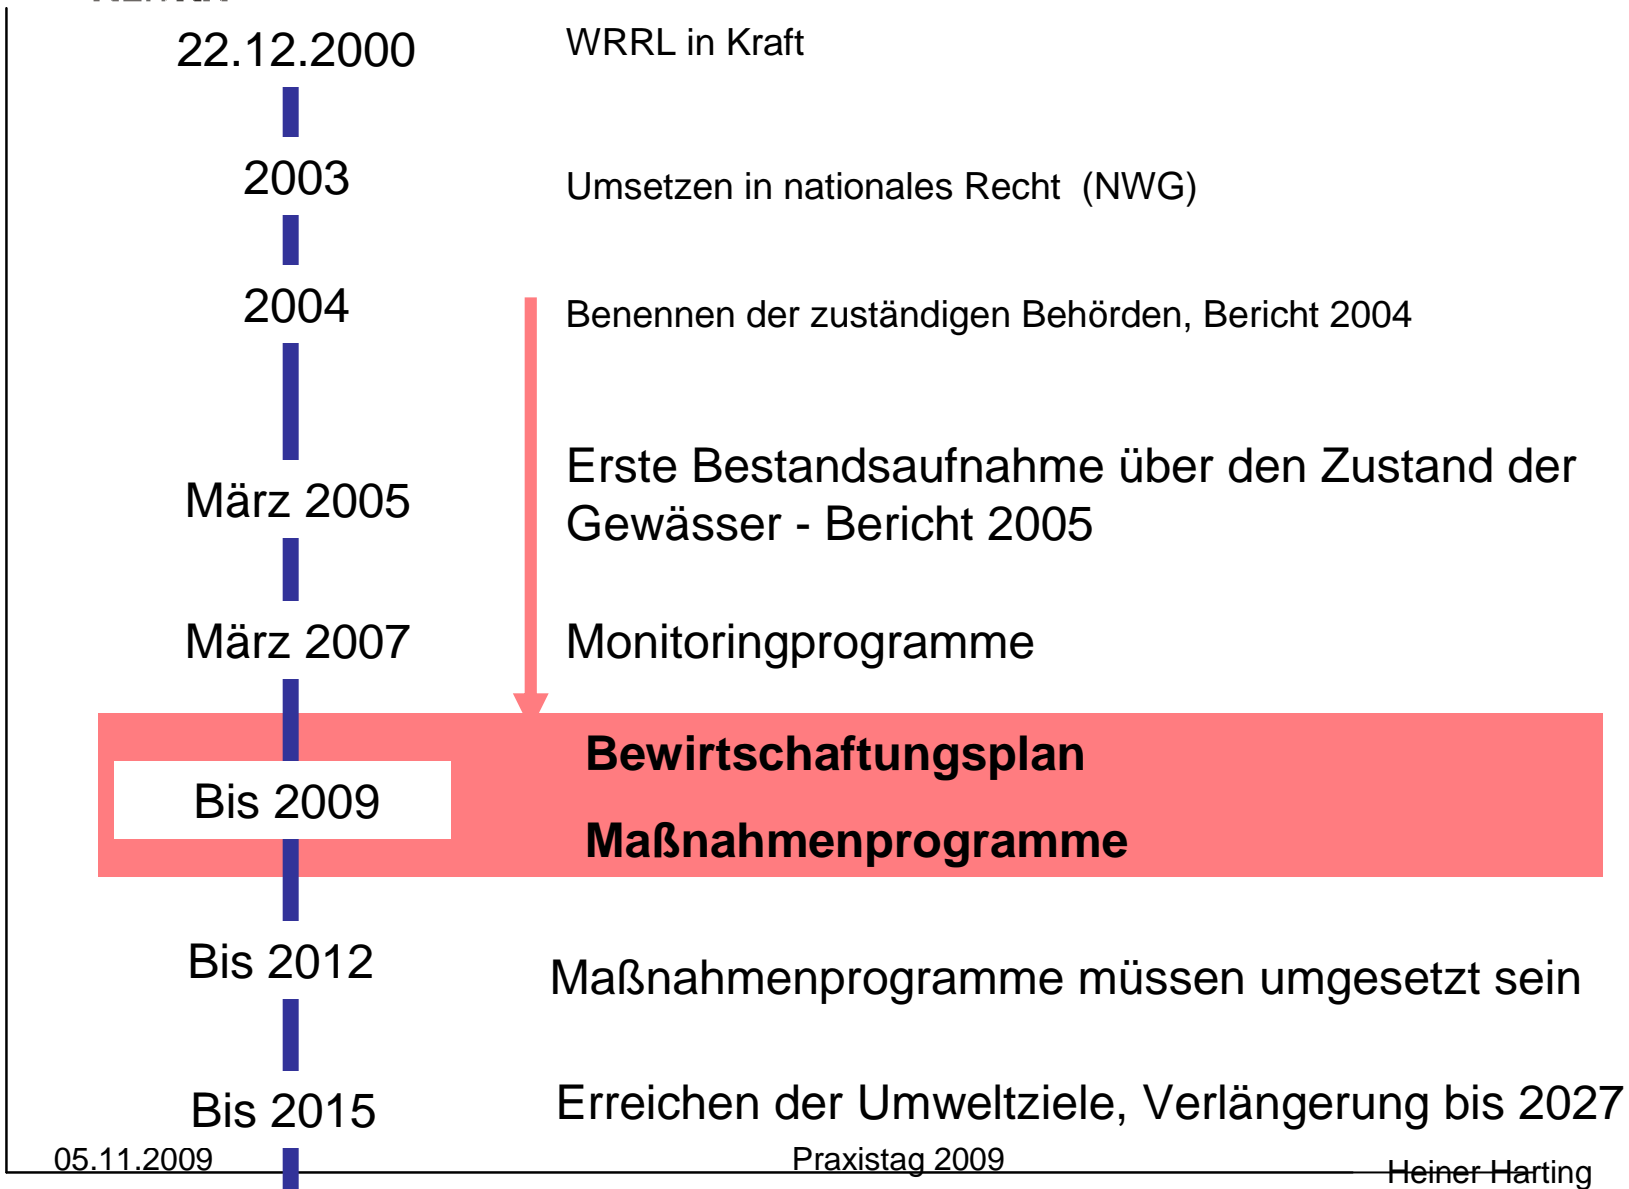 22.12.2000 WRRL in Kraft
2003 Umsetzen in nationales Recht (NWG)
2004 Benennen der zuständigen Behörden, Bericht 2004
März 2005 Erste Bestandsaufnahme über den Zustand der
Gewässer - Bericht 2005
März 2007 Monitoringprogramme
Bewirtschaftungsplan
Bis 2009
Maßnahmenprogramme
Bis 2012 Maßnahmenprogramme müssen umgesetzt sein
Bis 2015 Erreichen der Umweltziele, Verlängerung bis 2027
05.11.2009 Praxistag 2009 Heiner Harting